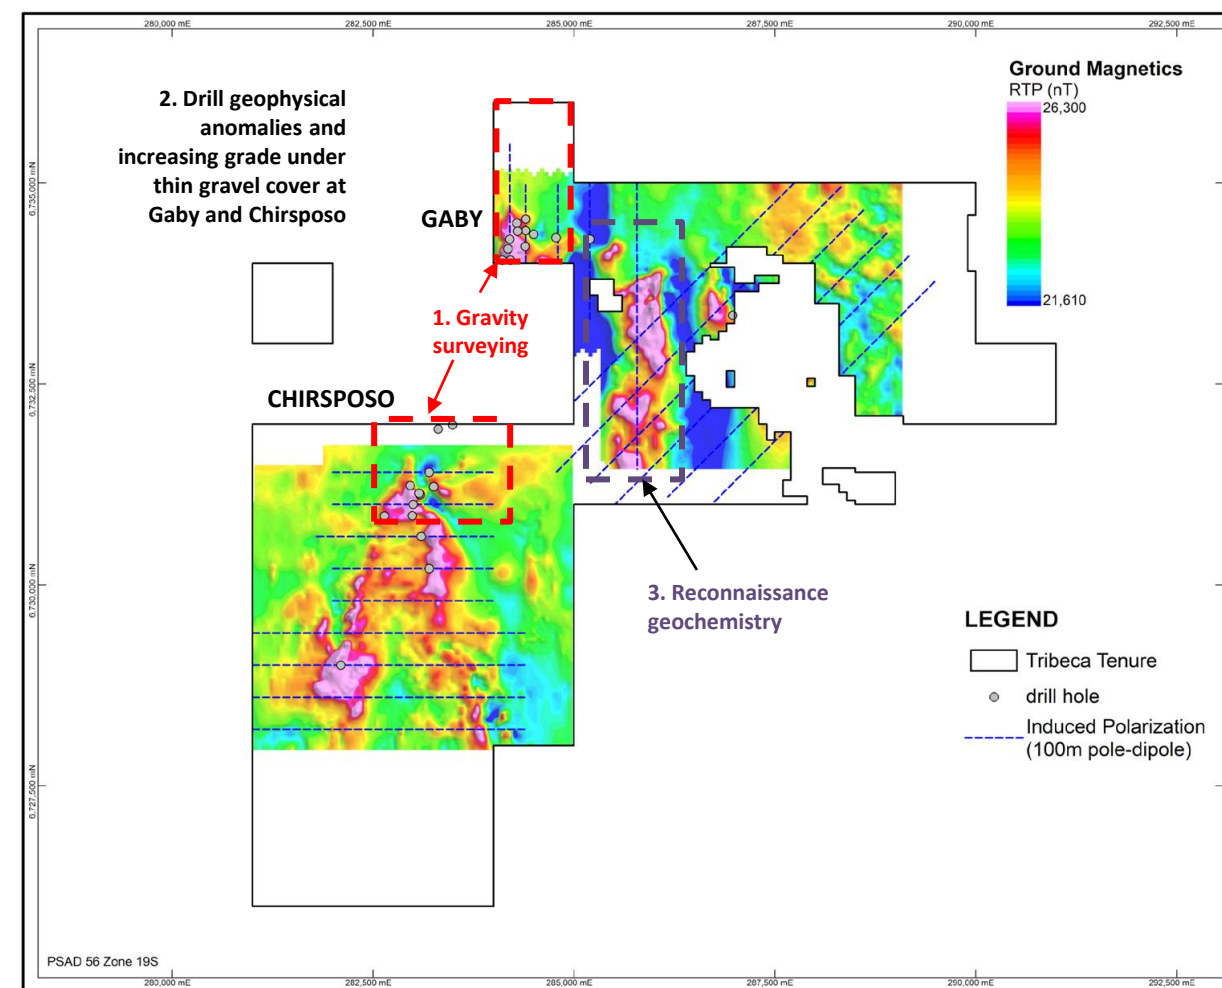 280,000 mE
282,500 mE
285,000 mE
287,500 mE
290,000 mE
292,500 mE
Ground Magnetics
RTP (nT)
26,300
21,610
2. Drill geophysical
anomalies and
increasing grade under
thin gravel cover at
Gaby and Chirsposo
GABY
1. Gravity
surveying
CHIRSPOSO
3. Reconnaissance
geochemistry
6,735,000 mN
6,732,500 mN
6,730,000 mN
6,727,500 mN
LEGEND
Tribeca Tenure
drill hole
Induced Polarization
(100m pole-dipole)
PSAD 56 Zone 19S
280,000 mE
282,500 mE
285,000 mE
287,500 mE
290,000 mE
292,500 mE